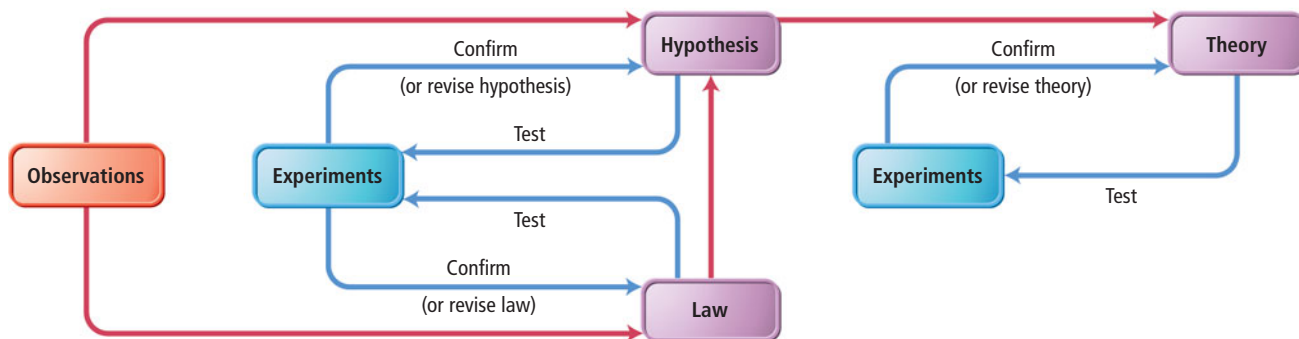 Confirm
(or revise hypothesis)
Hypothesis
Confirm
(or revise theory)
Theory
Test
Observations
Experiments
Experiments
Test
Test
Confirm
(or revise law)
Law